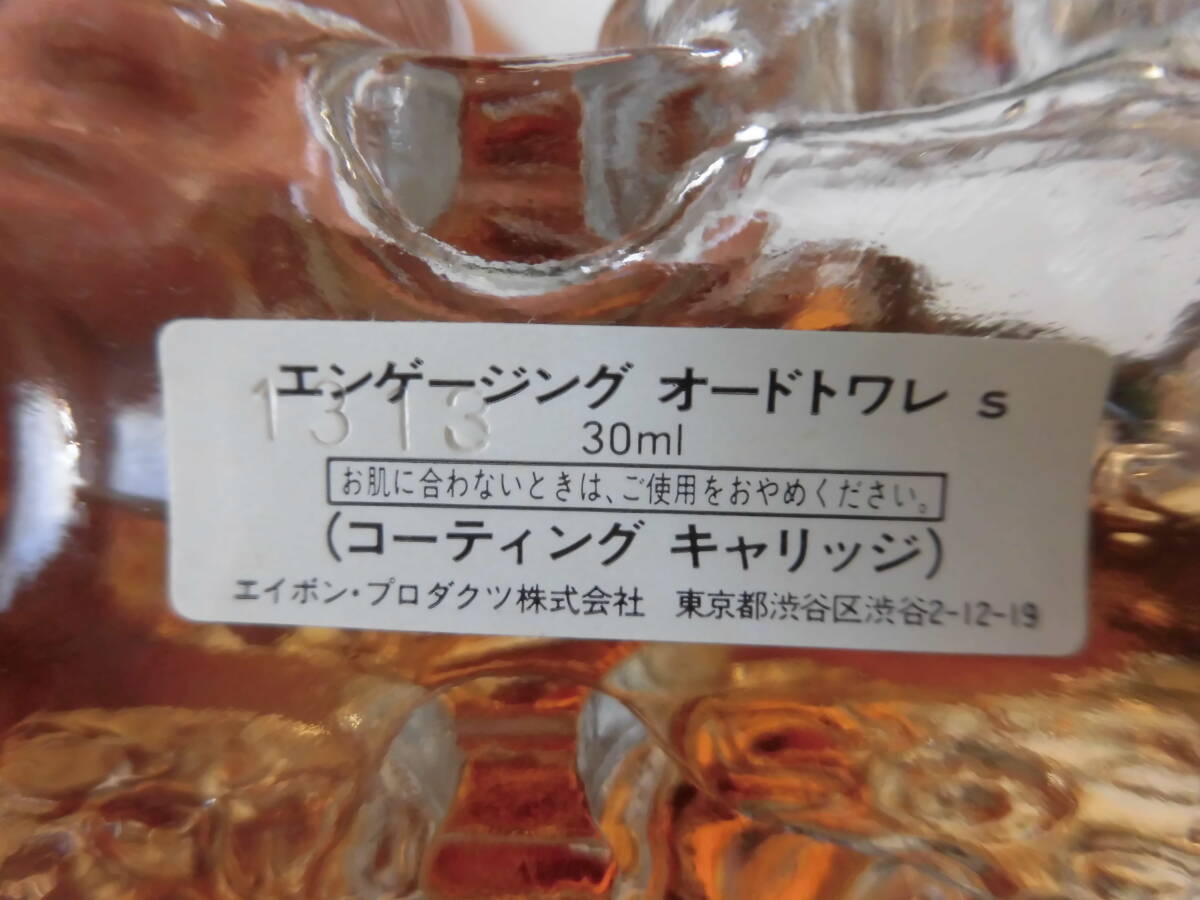 エンゲージング オードトワレ s
1313
30ml
お肌に合わないときは、ご使用をおやめください。
(コーティング キャリッジ)
エイボン・プロダクツ株式会社 東京都渋谷区渋谷2-12-19